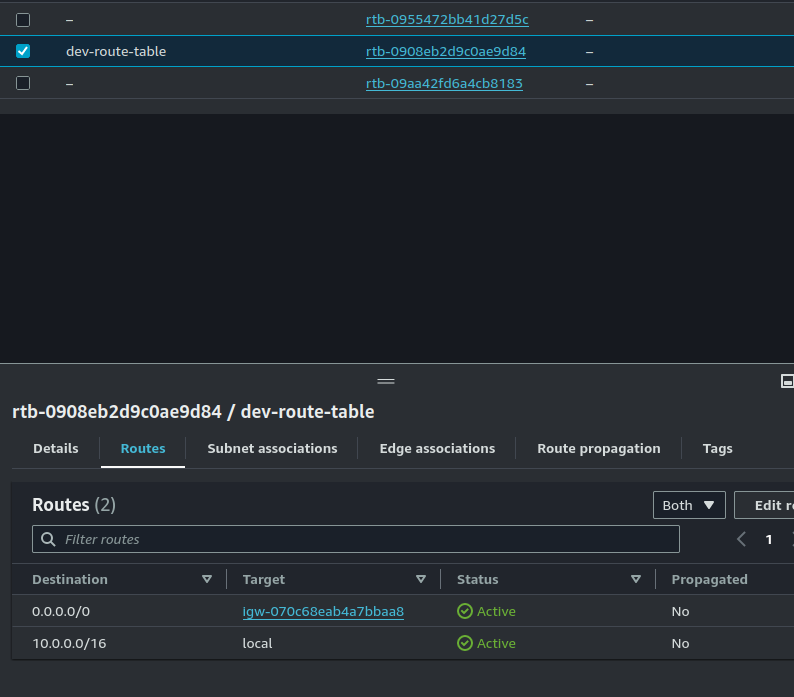 – rtb-0955472bb41d27d5c –
dev-route-table rtb-0908eb2d9c0ae9d84 –
– rtb-09aa42fd6a4cb8183 –
rtb-0908eb2d9c0ae9d84 / dev-route-table
Details Routes Subnet associations Edge associations Route propagation Tags
Routes (2) Both Edit r
Filter routes 1
Destination Target Status Propagated
0.0.0.0/0 igw-070c68eab4a7bbaa8 Active No
10.0.0.0/16 local Active No